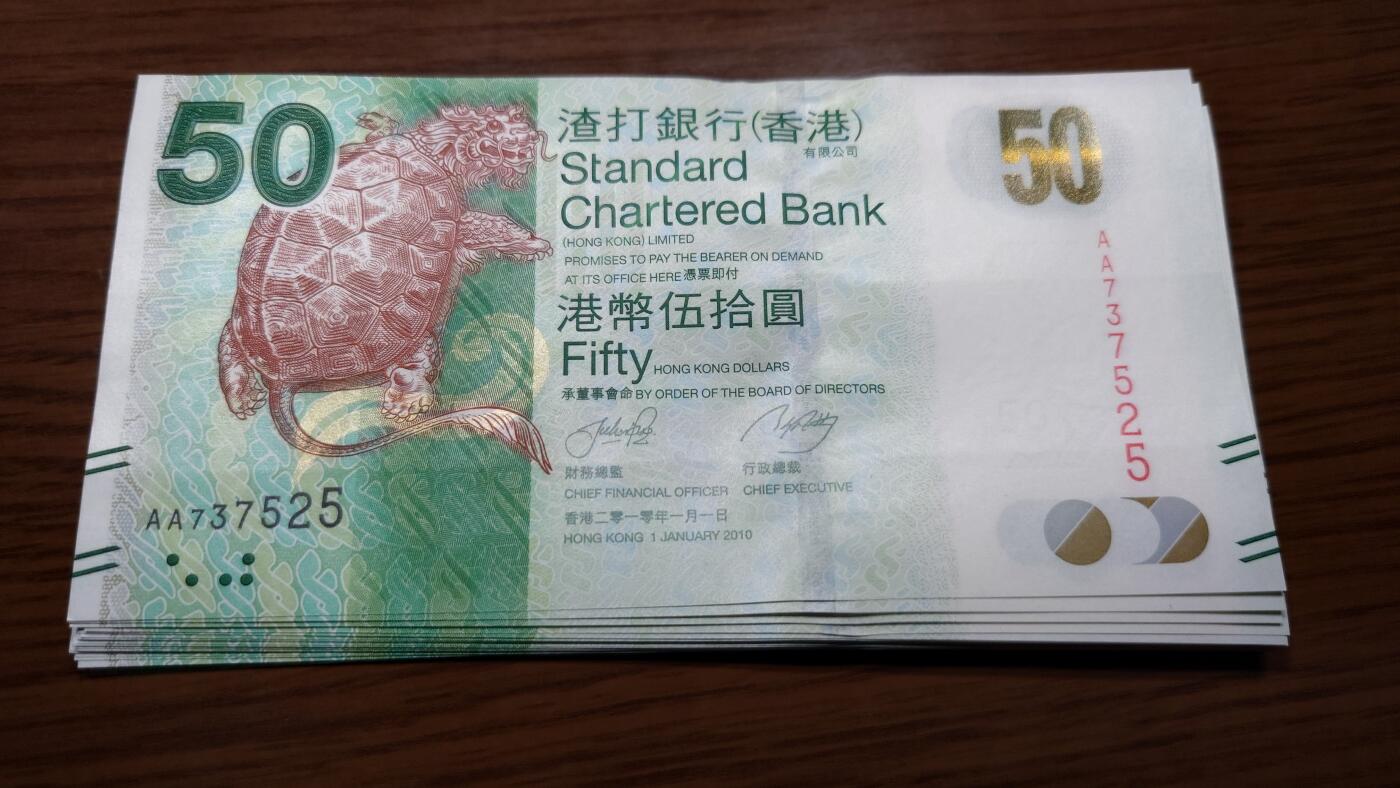 50
渣打銀行(香港)
有限公司
Standard
Chartered Bank
(HONG KONG) LIMITED
PROMISES TO PAY THE BEARER ON DEMAND
AT ITS OFFICE HERE 憑票即付
港幣伍拾圓
Fifty HONG KONG DOLLARS
承董事會命 BY ORDER OF THE BOARD OF DIRECTORS
財務總監 行政總裁
CHIEF FINANCIAL OFFICER CHIEF EXECUTIVE
香港二零一零年一月一日
HONG KONG 1 JANUARY 2010
AA737525
50
AA737525